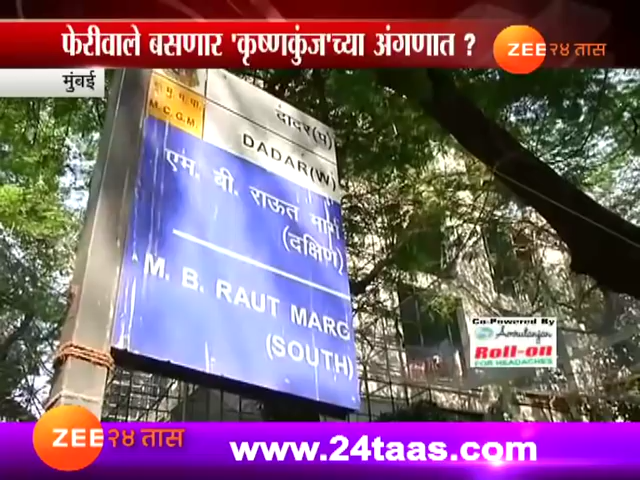 फेरीवाले बसणार 'कृष्णकुंज'च्या अंगणात ?
ZEE २४ तास
मुंबई
M.C.G.M.
दादर(प)
DADAR(W)
एम. बी. राऊत मार्ग
(दक्षिण)
M. B. RAUT MARG
(SOUTH)
Co-Powered By
Amrutanjan
Roll-on
FOR HEADACHES
ZEE २४ तास
www.24taas.com